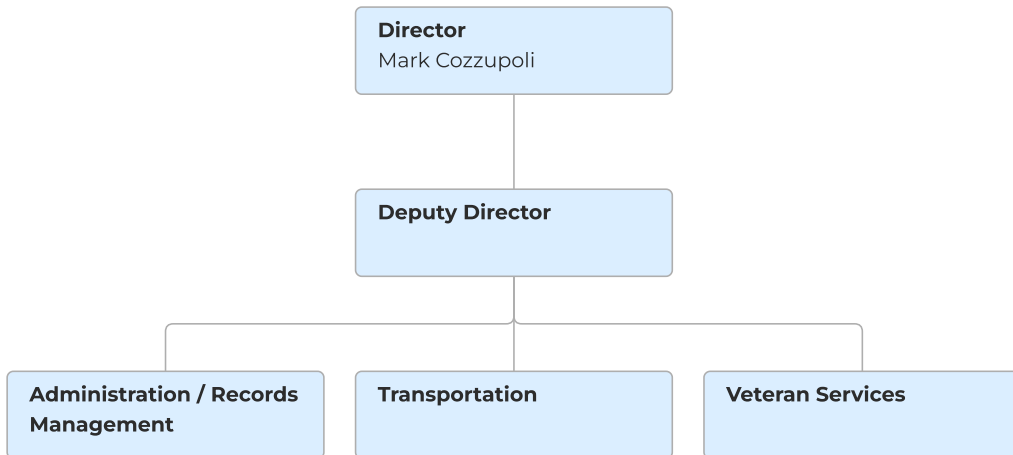 Director
Mark Cozzupoli
Deputy Director
Administration / Records
Management
Transportation
Veteran Services